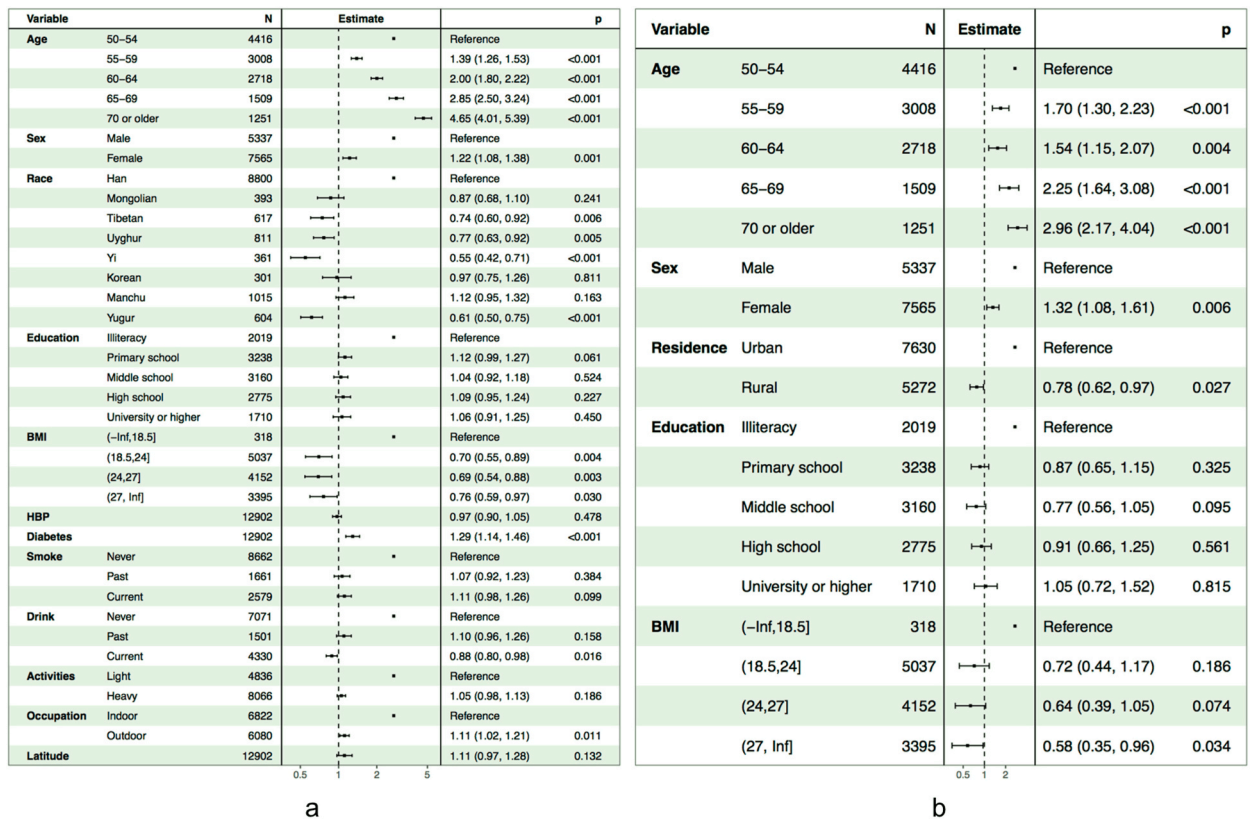 Variable N Estimate p
Age 50–54 4416 Reference
55–59 3008 1.39 (1.26, 1.53) <0.001
60–64 2718 2.00 (1.80, 2.22) <0.001
65–69 1509 2.85 (2.50, 3.24) <0.001
70 or older 1251 4.65 (4.01, 5.39) <0.001
Sex Male 5337 Reference
Female 7565 1.22 (1.08, 1.38) 0.001
Race Han 8800 Reference
Mongolian 393 0.87 (0.68, 1.10) 0.241
Tibetan 617 0.74 (0.60, 0.92) 0.006
Uyghur 811 0.77 (0.63, 0.92) 0.005
Yi 361 0.55 (0.42, 0.71) <0.001
Korean 301 0.97 (0.75, 1.26) 0.811
Manchu 1015 1.12 (0.95, 1.32) 0.163
Yugur 604 0.61 (0.50, 0.75) <0.001
Education Illiteracy 2019 Reference
Primary school 3238 1.12 (0.99, 1.27) 0.061
Middle school 3160 1.04 (0.92, 1.18) 0.524
High school 2775 1.09 (0.95, 1.24) 0.227
University or higher 1710 1.06 (0.91, 1.25) 0.450
BMI (−Inf,18.5] 318 Reference
(18.5,24] 5037 0.70 (0.55, 0.89) 0.004
(24,27] 4152 0.69 (0.54, 0.88) 0.003
(27, Inf] 3395 0.76 (0.59, 0.97) 0.030
HBP 12902 0.97 (0.90, 1.05) 0.478
Diabetes 12902 1.29 (1.14, 1.46) <0.001
Smoke Never 8662 Reference
Past 1661 1.07 (0.92, 1.23) 0.384
Current 2579 1.11 (0.98, 1.26) 0.099
Drink Never 7071 Reference
Past 1501 1.10 (0.96, 1.26) 0.158
Current 4330 0.88 (0.80, 0.98) 0.016
Activities Light 4836 Reference
Heavy 8066 1.05 (0.98, 1.13) 0.186
Occupation Indoor 6822 Reference
Outdoor 6080 1.11 (1.02, 1.21) 0.011
Latitude 12902 1.11 (0.97, 1.28) 0.132
0.5 1 2 5
a
Variable N Estimate p
Age 50–54 4416 Reference
55–59 3008 1.70 (1.30, 2.23) <0.001
60–64 2718 1.54 (1.15, 2.07) 0.004
65–69 1509 2.25 (1.64, 3.08) <0.001
70 or older 1251 2.96 (2.17, 4.04) <0.001
Sex Male 5337 Reference
Female 7565 1.32 (1.08, 1.61) 0.006
Residence Urban 7630 Reference
Rural 5272 0.78 (0.62, 0.97) 0.027
Education Illiteracy 2019 Reference
Primary school 3238 0.87 (0.65, 1.15) 0.325
Middle school 3160 0.77 (0.56, 1.05) 0.095
High school 2775 0.91 (0.66, 1.25) 0.561
University or higher 1710 1.05 (0.72, 1.52) 0.815
BMI (−Inf,18.5] 318 Reference
(18.5,24] 5037 0.72 (0.44, 1.17) 0.186
(24,27] 4152 0.64 (0.39, 1.05) 0.074
(27, Inf] 3395 0.58 (0.35, 0.96) 0.034
0.5 1 2
b